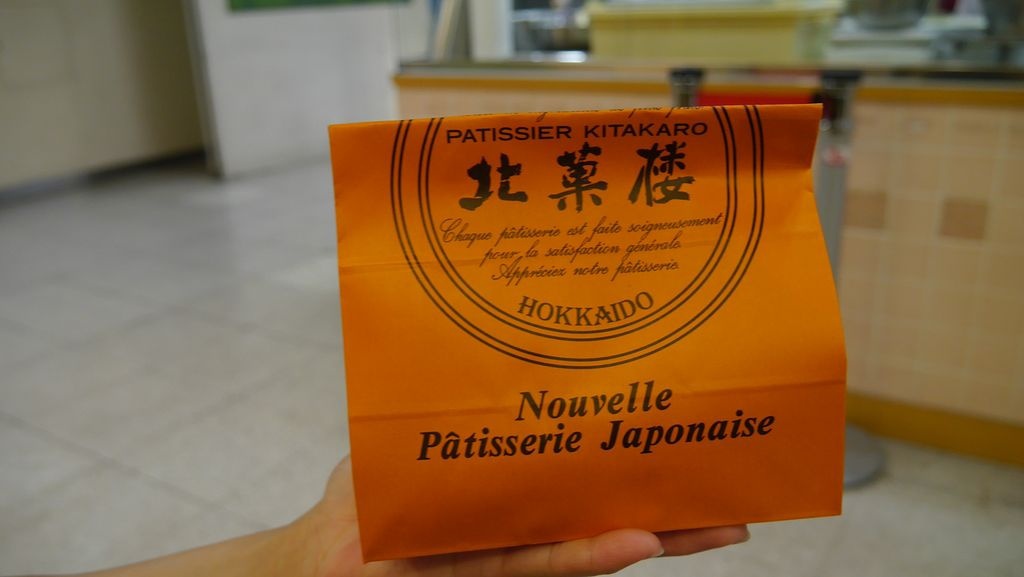 PATISSIER KITAKARO
北菓楼
Chaque pâtisserie est faite soigneusement
pour la satisfaction générale.
Appréciez notre pâtisserie.
HOKKAIDO
Nouvelle
Pâtisserie Japonaise